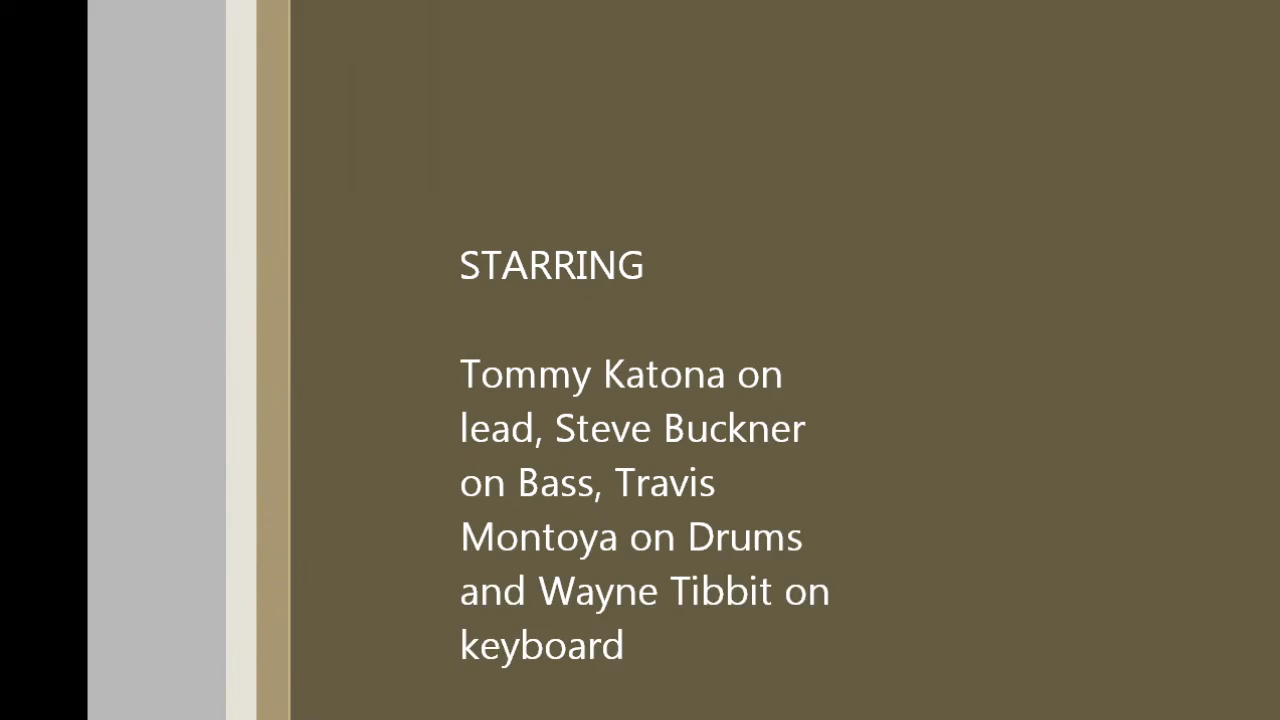 STARRING
Tommy Katona on
lead, Steve Buckner
on Bass, Travis
Montoya on Drums
and Wayne Tibbit on
keyboard